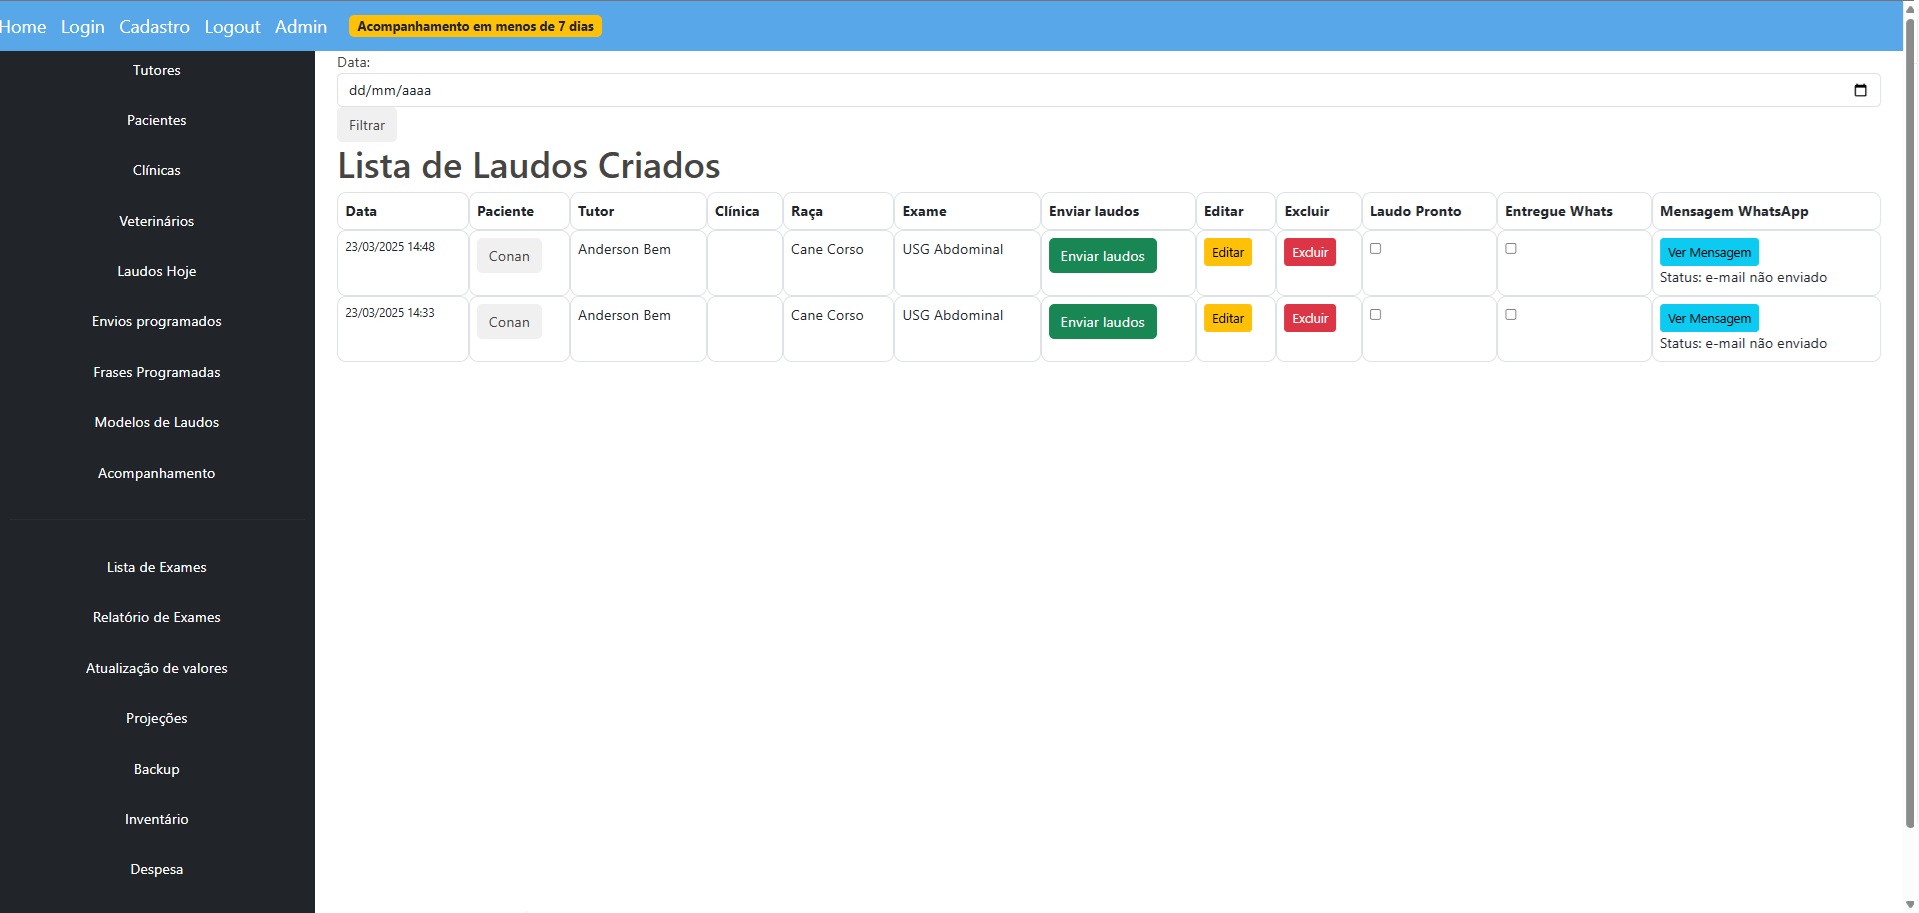 Home Login Cadastro Logout Admin Acompanhamento em menos de 7 dias
Tutores
Pacientes
Clínicas
Veterinários
Laudos Hoje
Envios programados
Frases Programadas
Modelos de Laudos
Acompanhamento
Lista de Exames
Relatório de Exames
Atualização de valores
Projeções
Backup
Inventário
Despesa
Data:
dd/mm/aaaa
Filtrar
Lista de Laudos Criados
Data Paciente Tutor Clínica Raça Exame Enviar laudos Editar Excluir Laudo Pronto Entregue Whats Mensagem WhatsApp
23/03/2025 14:48 Conan Anderson Bem Cane Corso USG Abdominal Enviar laudos Editar Excluir Ver Mensagem
Status: e-mail não enviado
23/03/2025 14:33 Conan Anderson Bem Cane Corso USG Abdominal Enviar laudos Editar Excluir Ver Mensagem
Status: e-mail não enviado